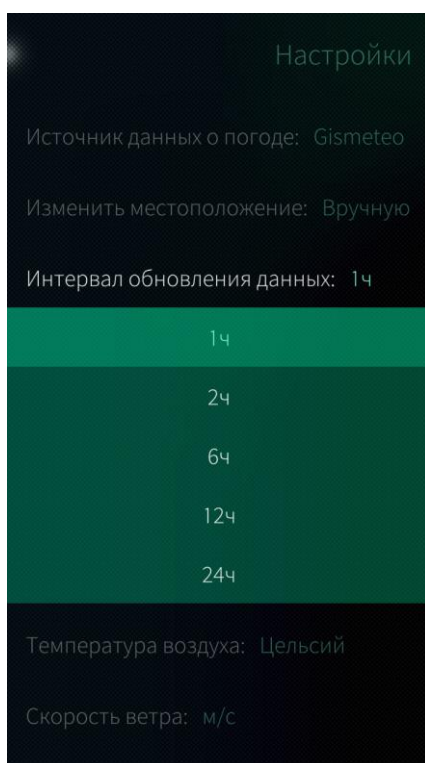 Настройки
Источник данных о погоде: Gismeteo
Изменить местоположение: Вручную
Интервал обновления данных: 1ч
1ч
2ч
6ч
12ч
24ч
Температура воздуха: Цельсий
Скорость ветра: м/с